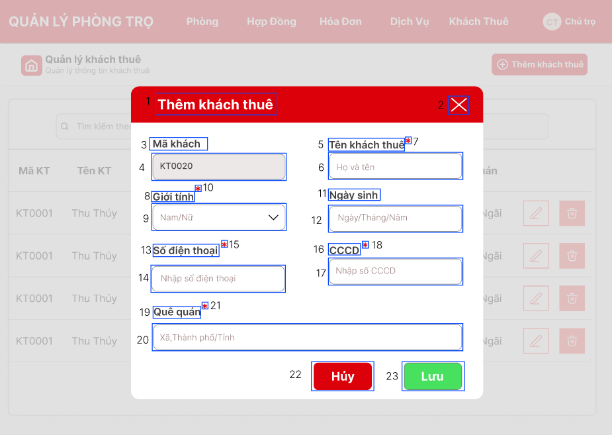 QUẢN LÝ PHÒNG TRỌ Phòng Hợp Đồng Hóa Đơn Dịch Vụ Khách Thuê CT Chủ trọ
Quản lý khách thuê
Quản lý thông tin khách thuê
Thêm khách thuê
1 Thêm khách thuê 2
Tìm kiếm theo
3 Mã khách 5 Tên khách thuê * 7
4 KT0020 6 Họ và tên
Mã KT Tên KT
8 Giới tính * 10 11 Ngày sinh
9 Nam/Nữ 12 Ngày/Tháng/Năm
KT0001 Thu Thủy Ngãi
13 Số điện thoại * 15 16 CCCD * 18
KT0001 Thu Thủy Ngãi
14 Nhập số điện thoại 17 Nhập số CCCD
KT0001 Thu Thủy Ngãi
19 Quê quán * 21
20 Xã,Thành phố/Tỉnh
KT0001 Thu Thủy Ngãi
22 Hủy 23 Lưu